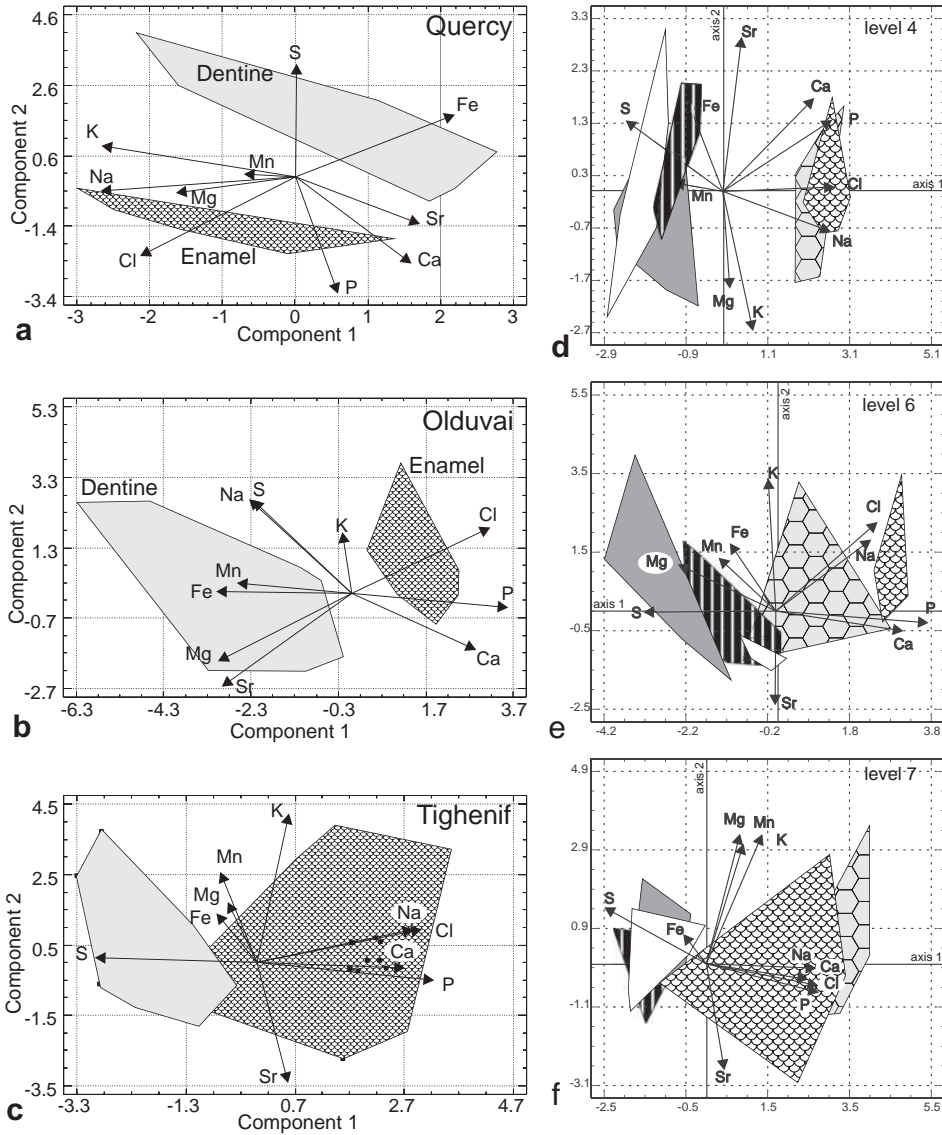 4.6
2.6
0.6
-1.4
-3.4
Component 2
Quercy
S
Dentine
Fe
K
Mn
Na
Mg
Sr
Cl
Enamel
Ca
P
-3 -2 -1 0 1 2 3
Component 1
a
5.3
3.3
1.3
-0.7
-2.7
Component 2
Olduvai
Enamel
Dentine
Na
S
K
Cl
Mn
Fe
P
Mg
Ca
Sr
-6.3 -4.3 -2.3 -0.3 1.7 3.7
Component 1
b
4.5
2.5
0.5
-1.5
-3.5
Component 2
Tighenif
K
Mn
Mg
Fe
Na
Cl
S
Ca
P
Sr
-3.3 -1.3 0.7 2.7 4.7
Component 1
c
3.3
2.3
1.3
0.3
-0.7
-1.7
-2.7
axis 2
level 4
Sr
Ca
S
Fe
P
Mn
Cl
axis 1
Na
Mg
K
-2.9 -0.9 1.1 3.1 5.1
d
5.5
3.5
1.5
-0.5
-2.5
axis 2
level 6
K
Cl
Fe
Mn
Na
Mg
axis 1
S
P
Ca
Sr
-4.2 -2.2 -0.2 1.8 3.8
e
4.9
2.9
0.9
-1.1
-3.1
axis 2
level 7
Mg Mn
K
S
Fe
Na
Ca
axis 1
Cl
P
Sr
-2.5 -0.5 1.5 3.5 5.5
f